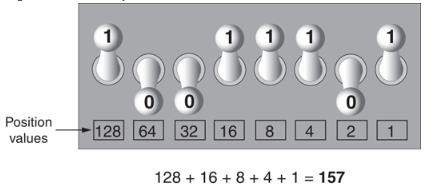 1 1 1 1 1
0 0 0
Position values
128 64 32 16 8 4 2 1
128 + 16 + 8 + 4 + 1 = 157